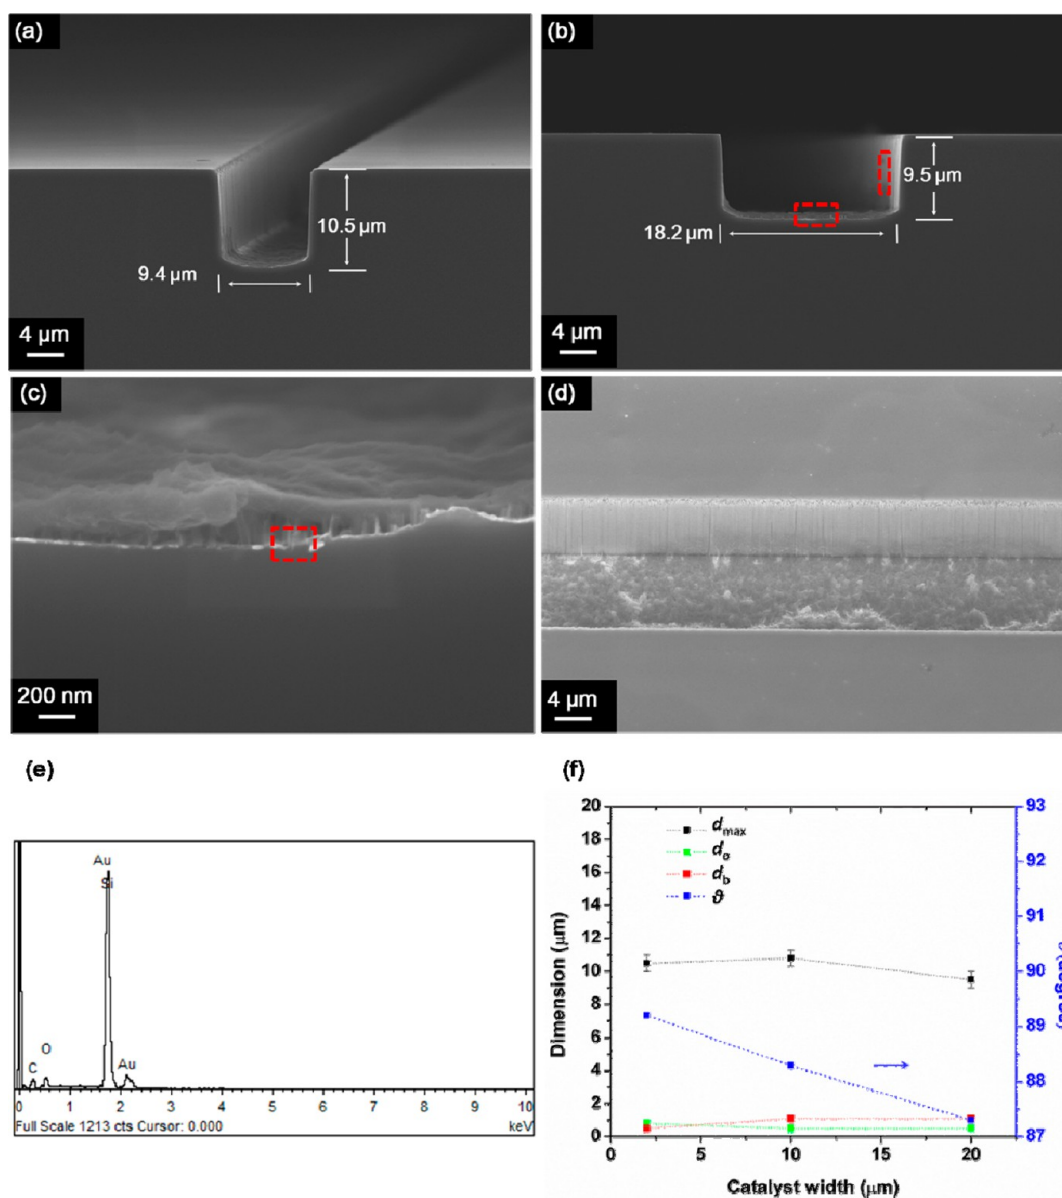 (a)
10.5 µm
9.4 µm
4 µm
(b)
9.5 µm
18.2 µm
4 µm
(c)
200 nm
(d)
4 µm
(e)
Au
Si
O
C
Au
0 1 2 3 4 5 6 7 8 9 10
Full Scale 1213 cts Cursor: 0.000 keV
(f)
20
18
16
14
12
10
8
6
4
2
0
Dimension (µm)
d max
d b
ϑ
93
92
91
90
89
88
87
(degree)
0 5 10 15 20
Catalyst width (µm)